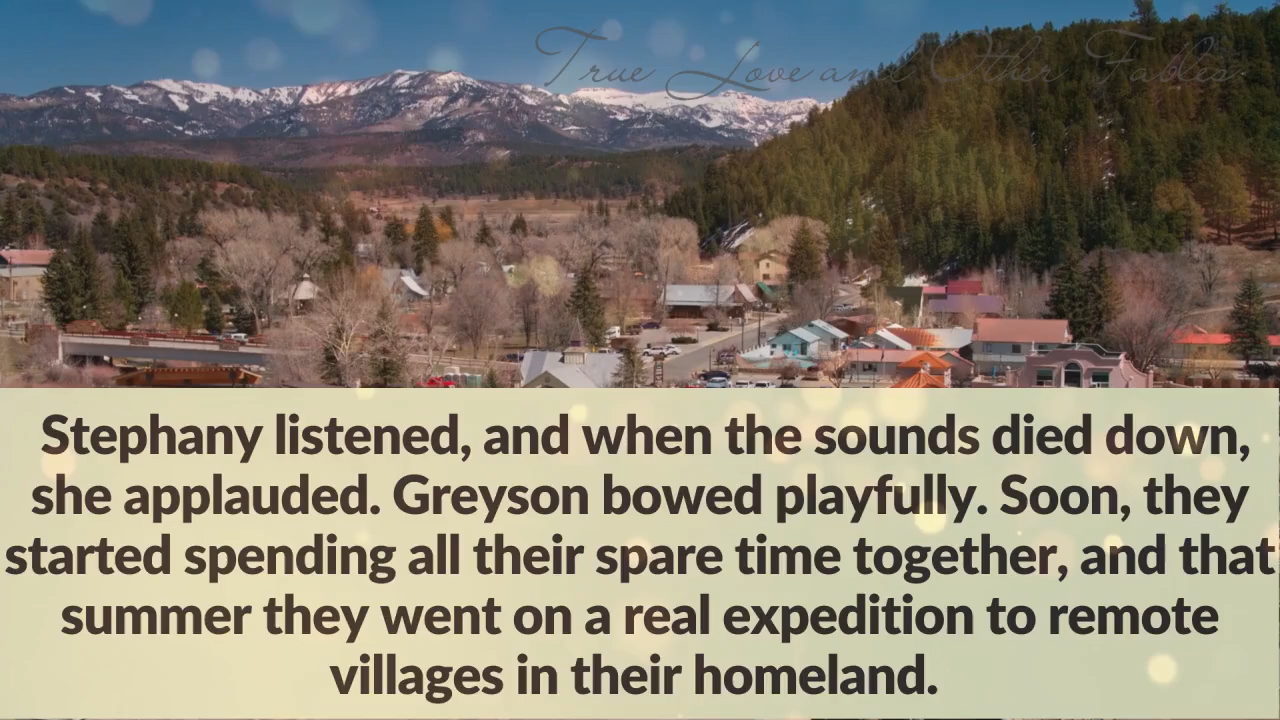 True Love and Other Fables
Stephany listened, and when the sounds died down,
she applauded. Greyson bowed playfully. Soon, they
started spending all their spare time together, and that
summer they went on a real expedition to remote
villages in their homeland.